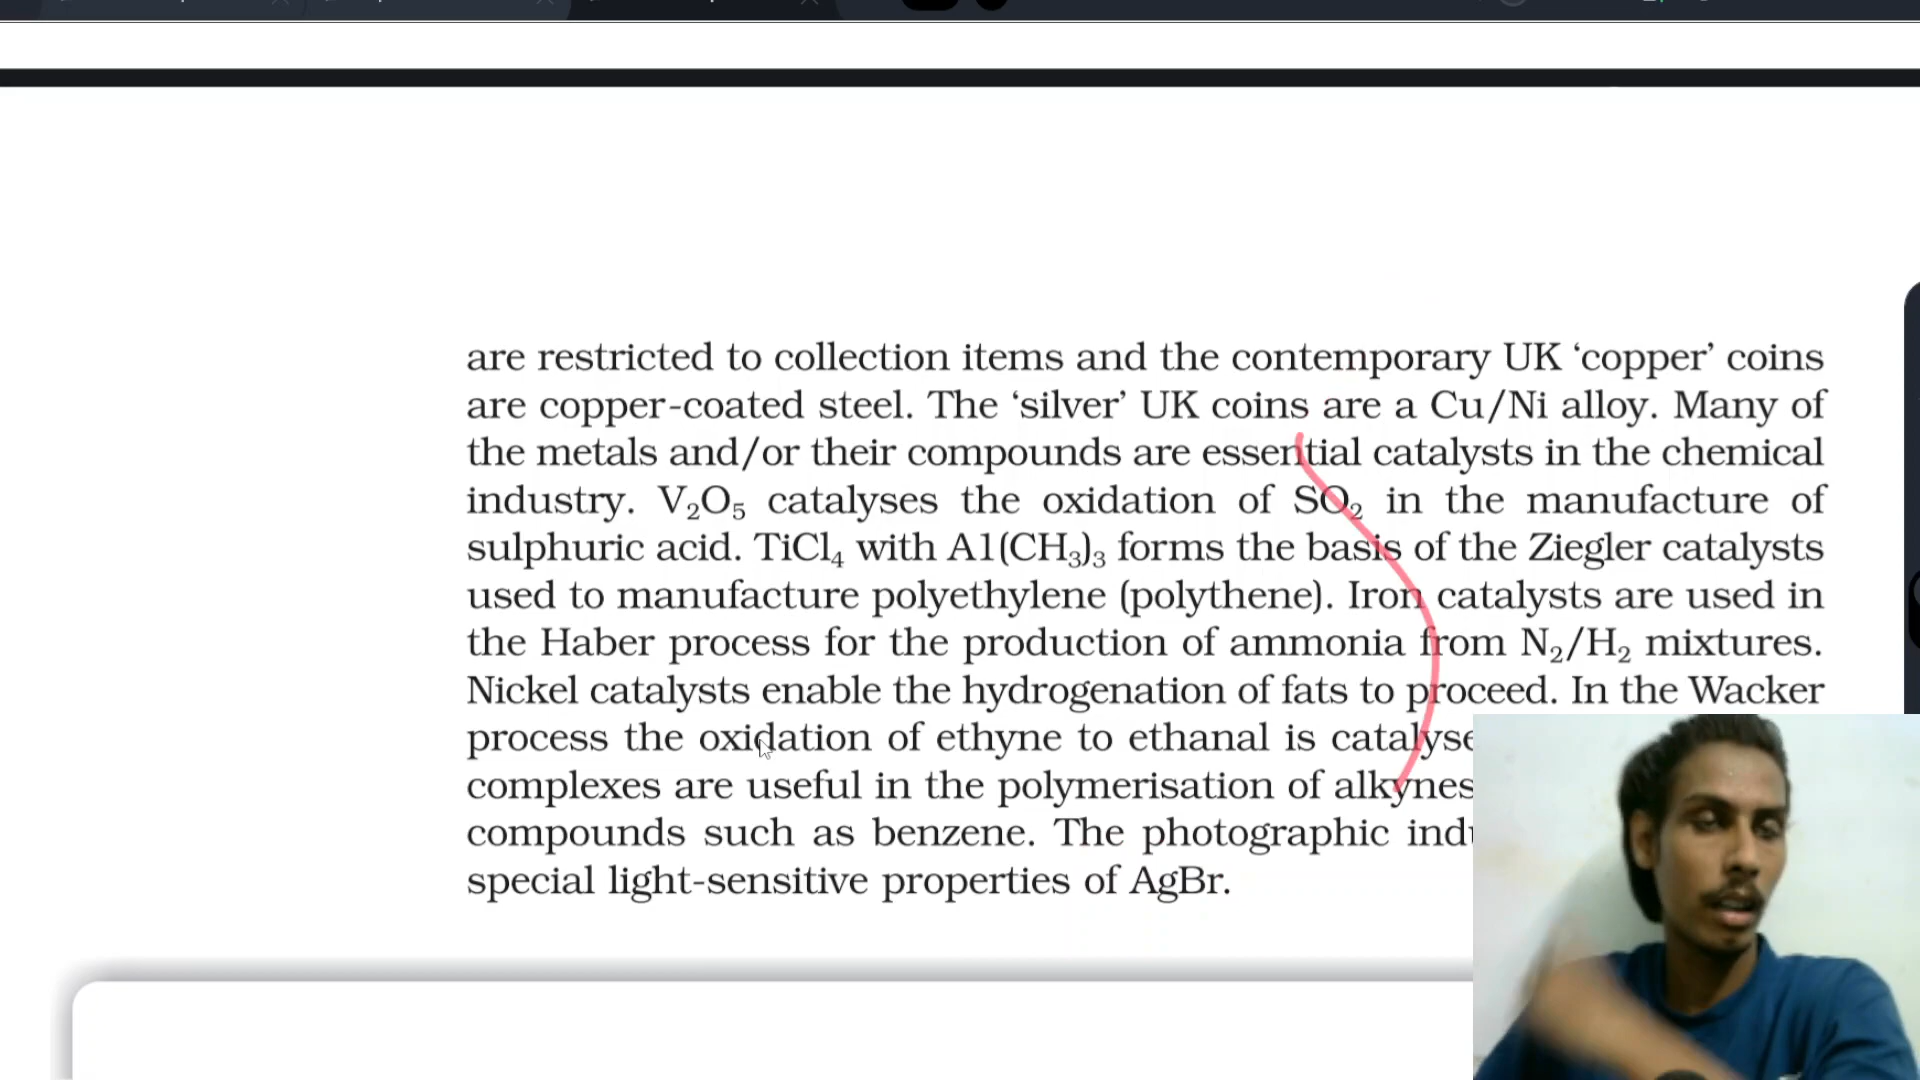 are restricted to collection items and the contemporary UK ‘copper’ coins
are copper-coated steel. The ‘silver’ UK coins are a Cu/Ni alloy. Many of
the metals and/or their compounds are essential catalysts in the chemical
industry. V₂O₅ catalyses the oxidation of SO₂ in the manufacture of
sulphuric acid. TiCl₄ with A1(CH₃)₃ forms the basis of the Ziegler catalysts
used to manufacture polyethylene (polythene). Iron catalysts are used in
the Haber process for the production of ammonia from N₂/H₂ mixtures.
Nickel catalysts enable the hydrogenation of fats to proceed. In the Wacker
process the oxidation of ethyne to ethanal is
complexes are useful in the polymerisation of alkynes
compounds such as benzene. The photographic
special light-sensitive properties of AgBr.